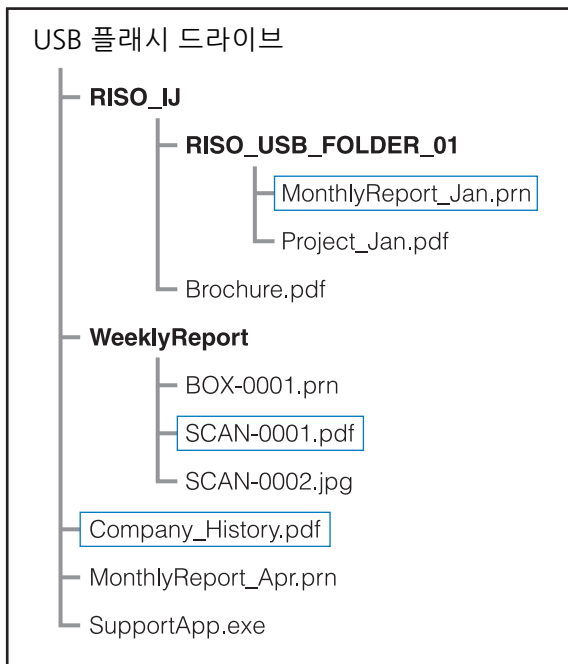 USB 플래시 드라이브
RISO_IJ
RISO_USB_FOLDER_01
MonthlyReport_Jan.prn
Project_Jan.pdf
Brochure.pdf
WeeklyReport
BOX-0001.prn
SCAN-0001.pdf
SCAN-0002.jpg
Company_History.pdf
MonthlyReport_Apr.prn
SupportApp.exe